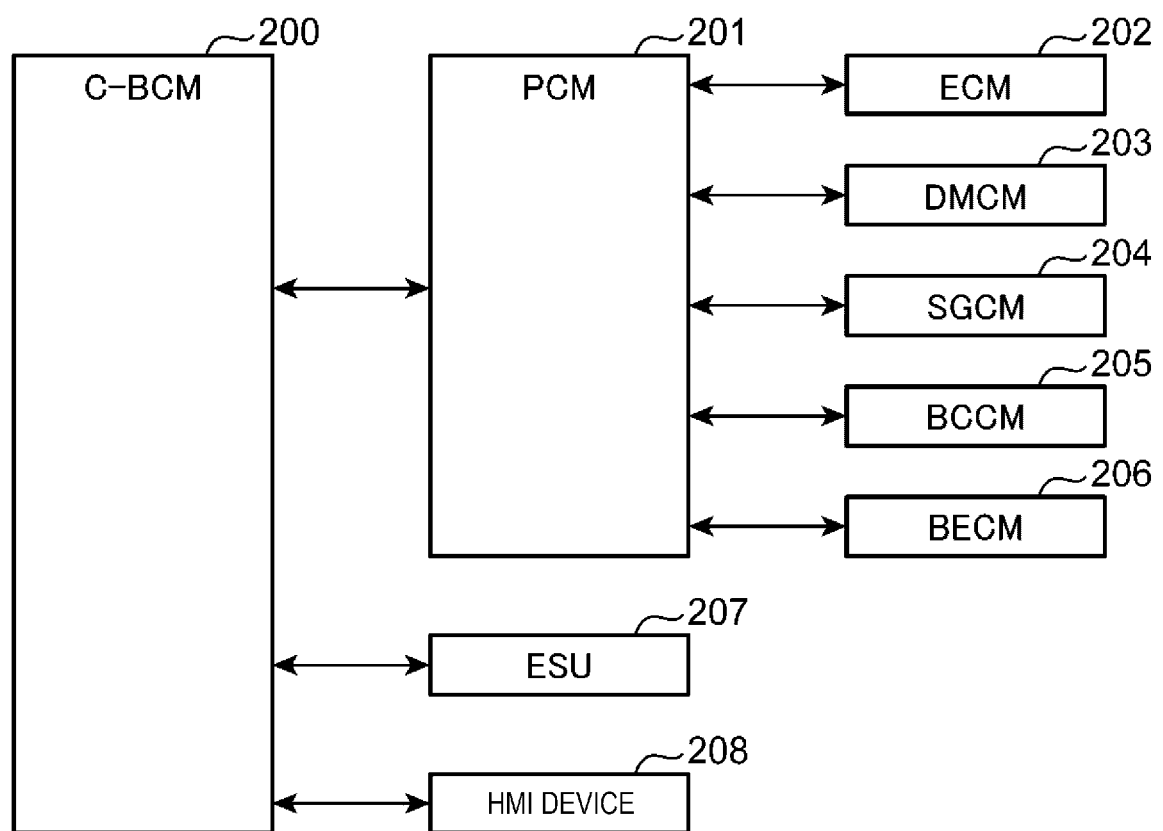 200
C-BCM
201
PCM
202
ECM
203
DMCM
204
SGCM
205
BCCM
206
BECM
207
ESU
208
HMI DEVICE